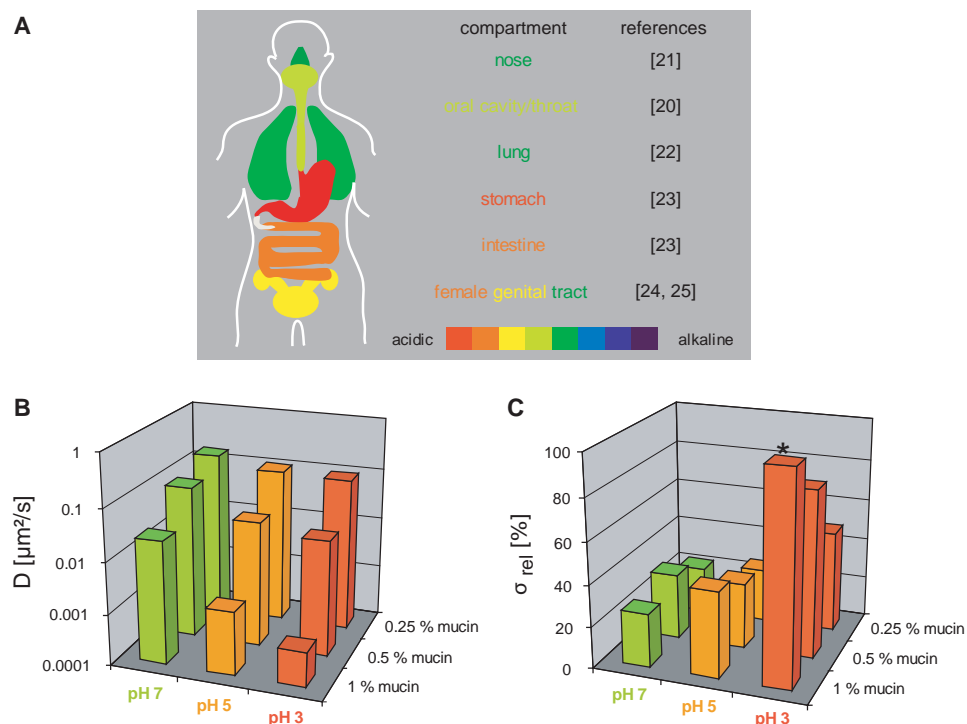 A
compartment references
nose [21]
oral cavity/throat [20]
lung [22]
stomach [23]
intestine [23]
female genital tract [24, 25]
acidic alkaline
B
D [µm²/s]
1
0.1
0.01
0.001
0.0001
pH 7
pH 5
pH 3
0.25 % mucin
0.5 % mucin
1 % mucin
C
σ rel [%]
100
80
60
40
20
0
*
pH 7
pH 5
pH 3
0.25 % mucin
0.5 % mucin
1 % mucin